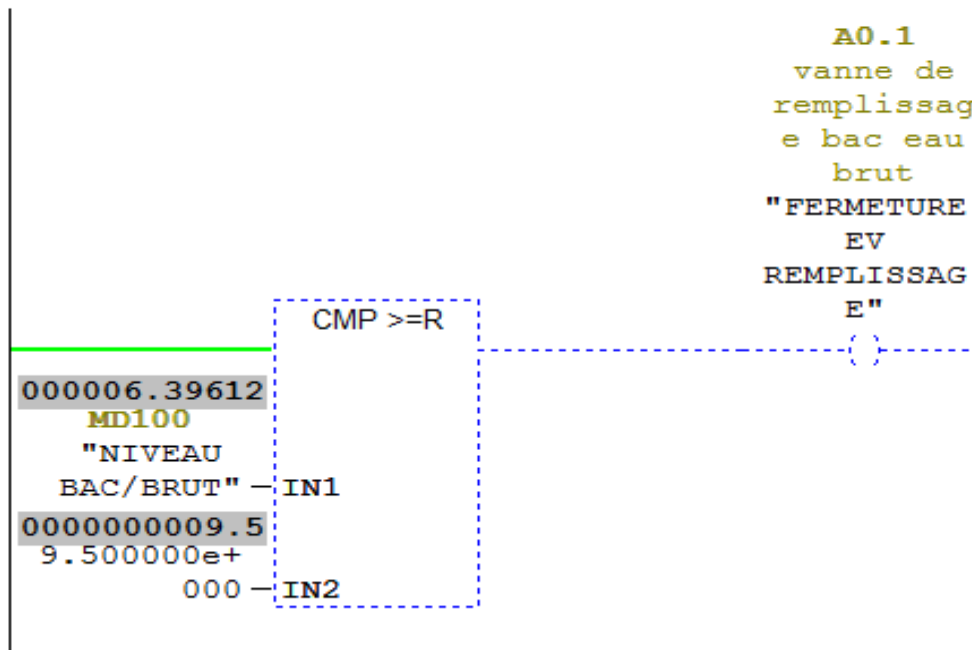 A0.1
vanne de
remplissag
e bac eau
brut
"FERMETURE
EV
REMPLISSAG
E"
CMP >=R
( )
000006.39612
MD100
"NIVEAU
BAC/BRUT"
IN1
0000000009.5
9.500000e+
000
IN2